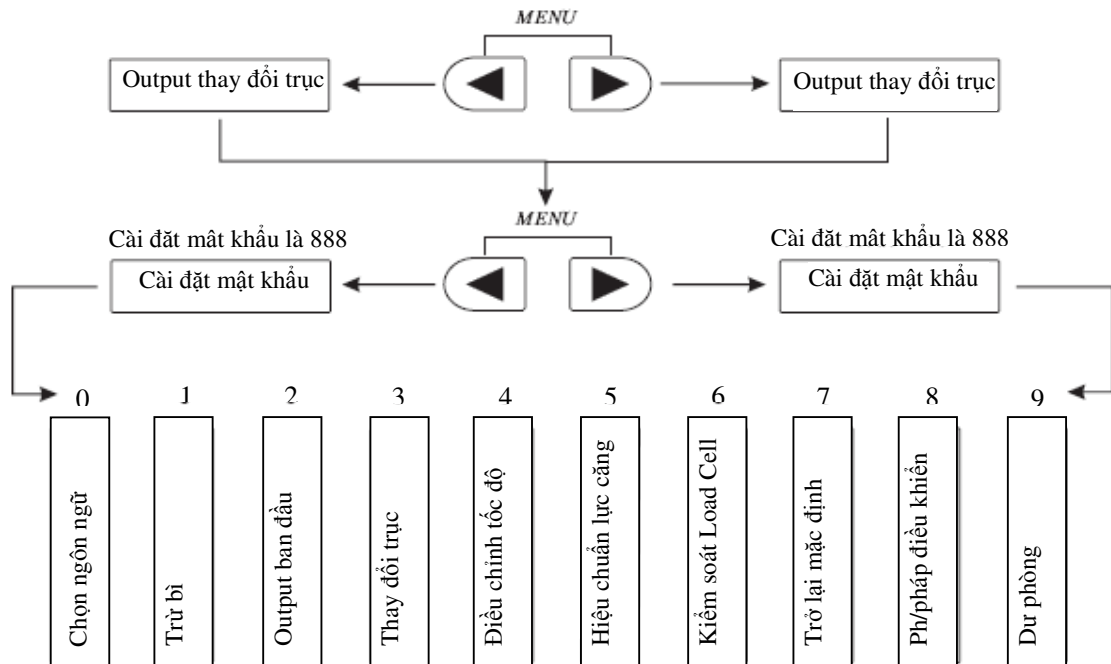 MENU
Output thay đổi trục
Output thay đổi trục
MENU
Cài đăt mât khẩu là 888
Cài đăt mât khẩu là 888
Cài đặt mật khẩu
Cài đặt mật khẩu
0 1 2 3 4 5 6 7 8 9
Chọn ngôn ngữ
Trừ bì
Output ban đầu
Thay đổi trục
Điều chỉnh tốc độ
Hiệu chuẩn lực căng
Kiểm soát Load Cell
Trở lại mặc định
Ph/pháp điều khiển
Dư phòng